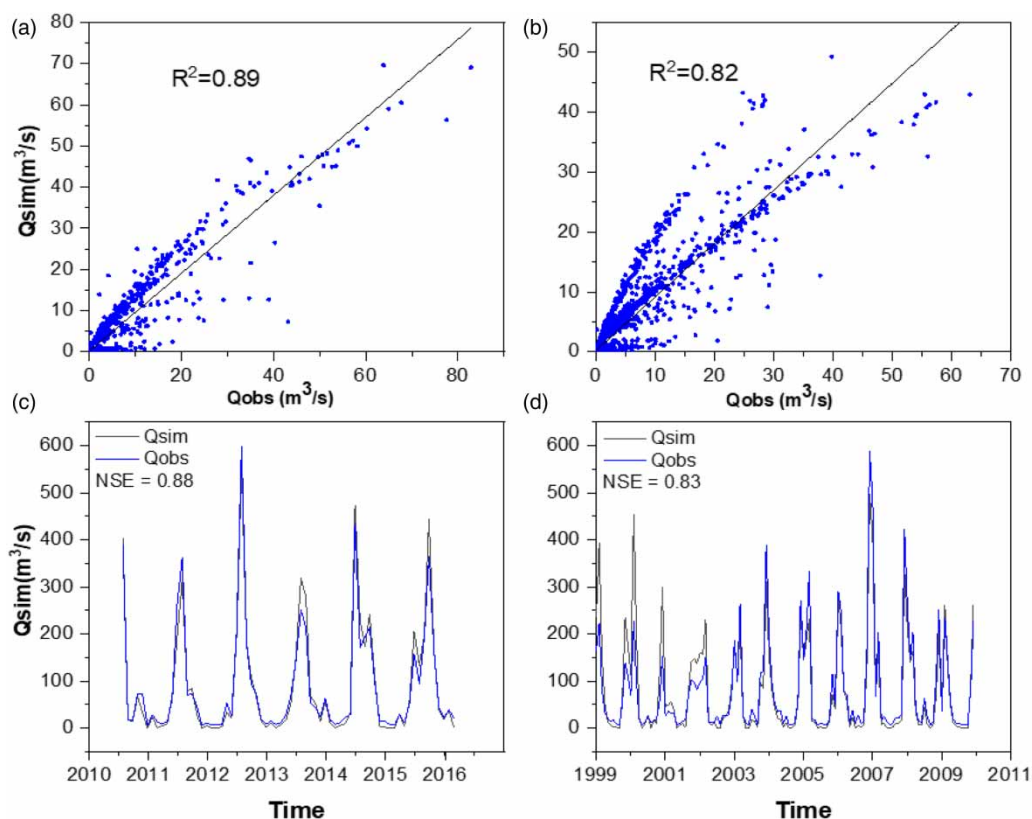 (a)
80
70
60
50
40
30
20
10
0
R²=0.89
Qsim(m³/s)
0 20 40 60 80
Qobs (m³/s)
(b)
50
40
30
20
10
0
R²=0.82
0 10 20 30 40 50 60 70
Qobs (m³/s)
(c)
600
500
400
300
200
100
0
Qsim
Qobs
NSE = 0.88
Qsim(m³/s)
2010 2011 2012 2013 2014 2015 2016
Time
(d)
600
500
400
300
200
100
0
Qsim
Qobs
NSE = 0.83
1999 2001 2003 2005 2007 2009 2011
Time